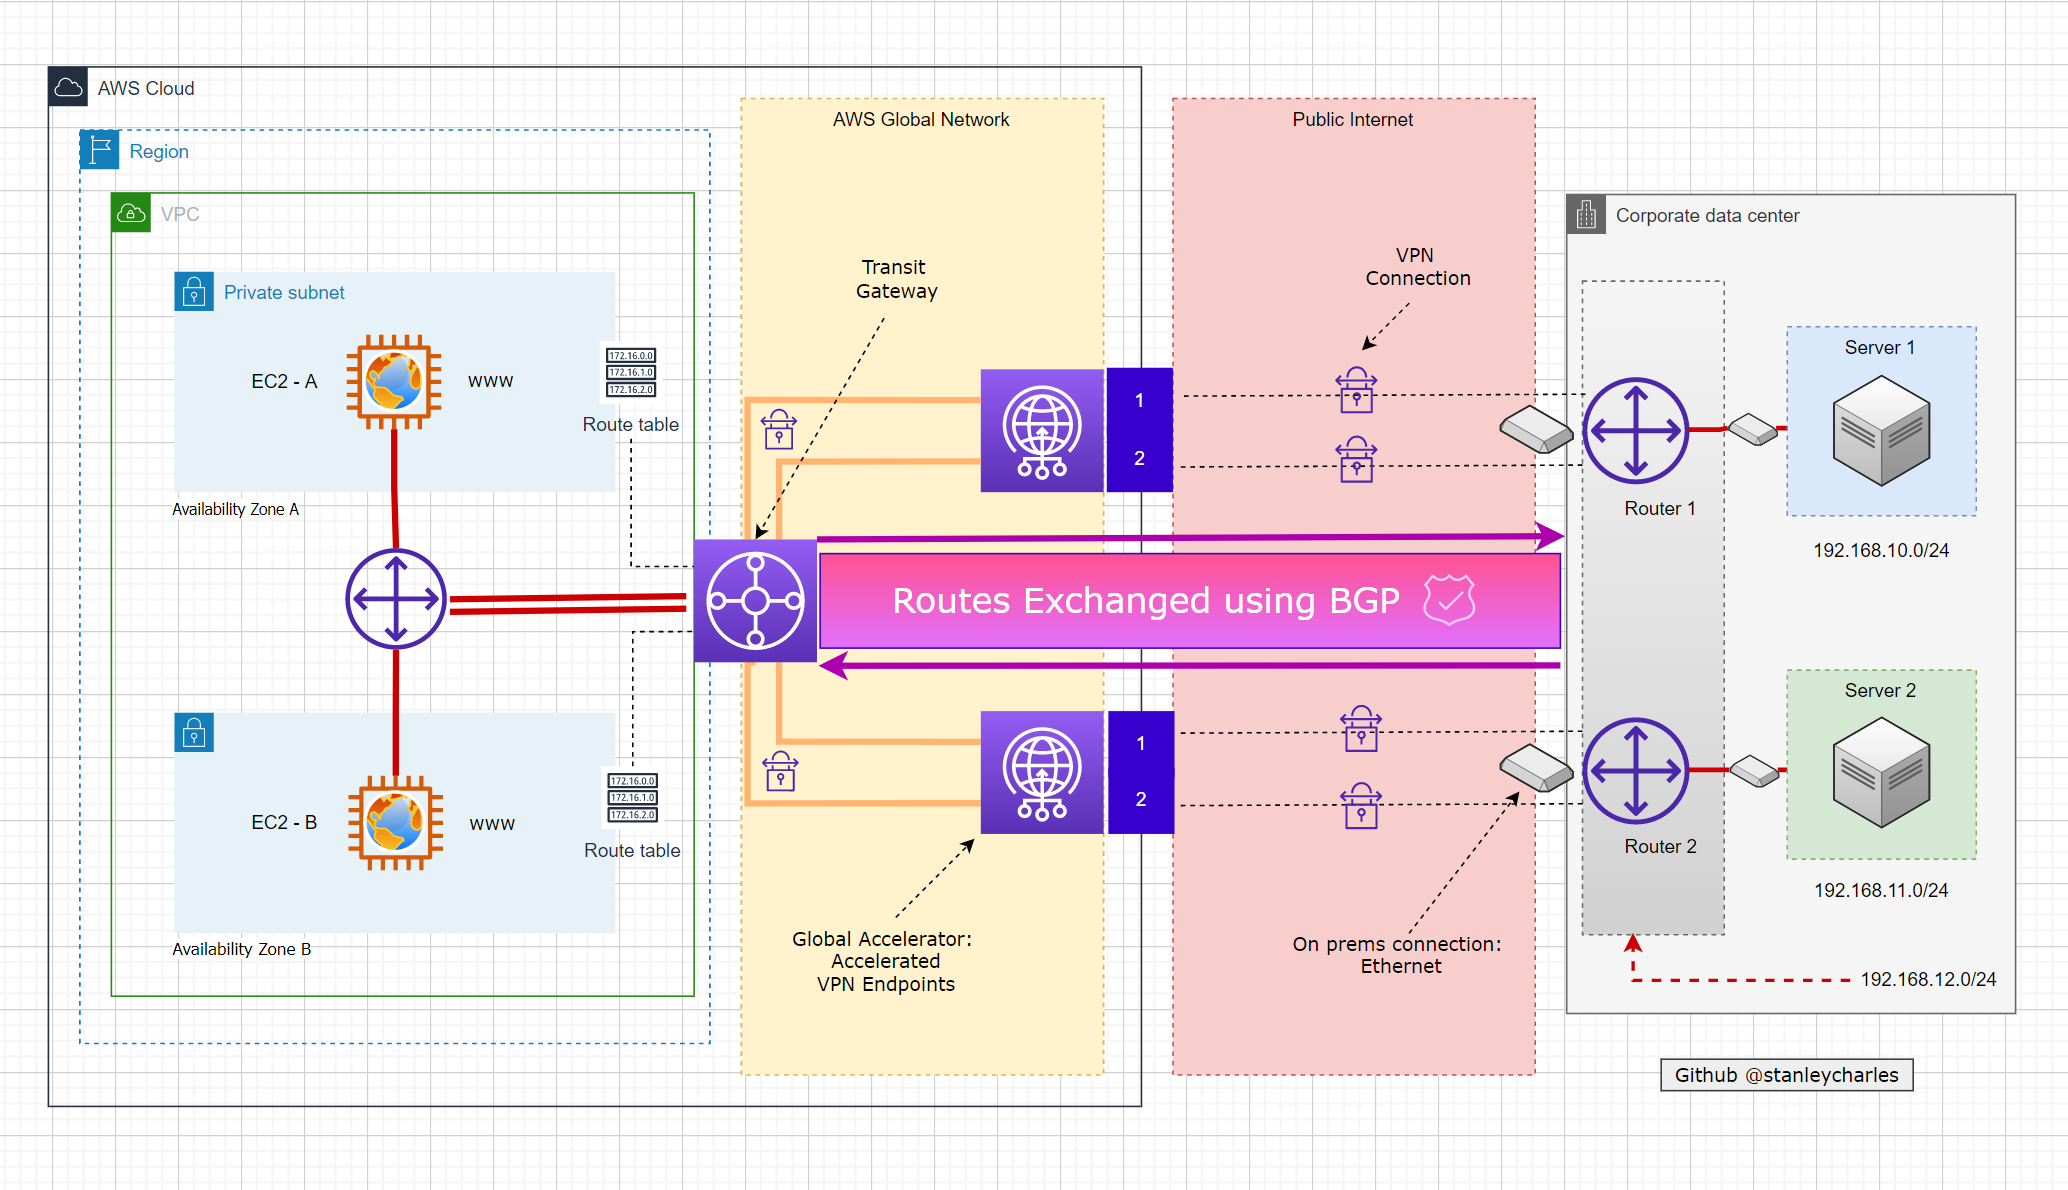 AWS Cloud
AWS Global Network
Public Internet
Region
VPC
Corporate data center
Transit
Gateway
VPN
Connection
Private subnet
EC2 - A
www
172.16.0.0
172.16.1.0
172.16.2.0
Route table
Availability Zone A
1
2
Server 1
Router 1
192.168.10.0/24
Routes Exchanged using BGP
EC2 - B
www
172.16.0.0
172.16.1.0
172.16.2.0
Route table
Availability Zone B
1
2
Server 2
Router 2
192.168.11.0/24
Global Accelerator:
Accelerated
VPN Endpoints
On prems connection:
Ethernet
192.168.12.0/24
Github @stanleycharles